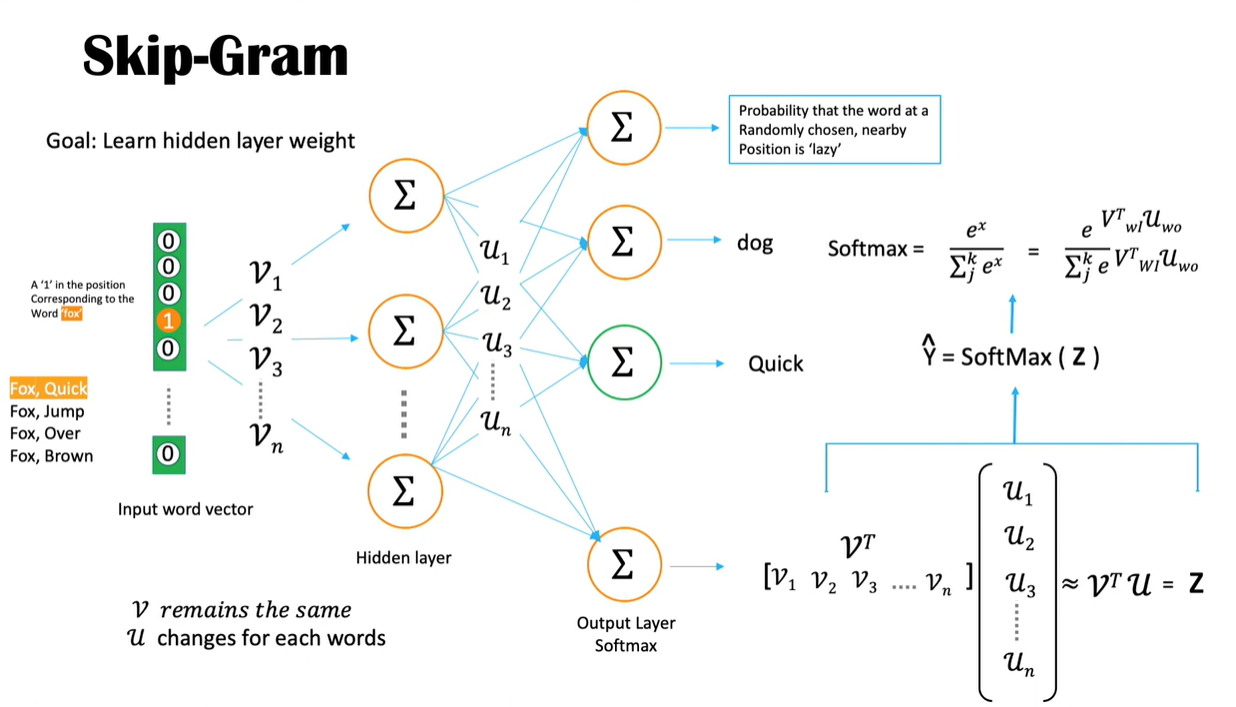 Skip-Gram
Goal: Learn hidden layer weight
A '1' in the position
Corresponding to the
Word 'fox'
0
0
0
1
0
0
Fox, Quick
Fox, Jump
Fox, Over
Fox, Brown
Input word vector
𝒱1
𝒱2
𝒱3
𝒱n
Σ
Σ
Σ
Hidden layer
𝒰1
𝒰2
𝒰3
𝒰n
Σ
Σ
Σ
Σ
Output Layer
Softmax
Probability that the word at a
Randomly chosen, nearby
Position is 'lazy'
dog
Quick
𝒱 remains the same
𝒰 changes for each words
Softmax = e^x / Σ_j^k e^x = e^V^T_wI 𝒰_wo / Σ_j^k e^V^T_WI 𝒰_wo
Ŷ = SoftMax ( Z )
𝒱^T
[𝒱1 𝒱2 𝒱3 .... 𝒱n ]
𝒰1
𝒰2
𝒰3
𝒰n
≈ 𝒱^T 𝒰 = Z